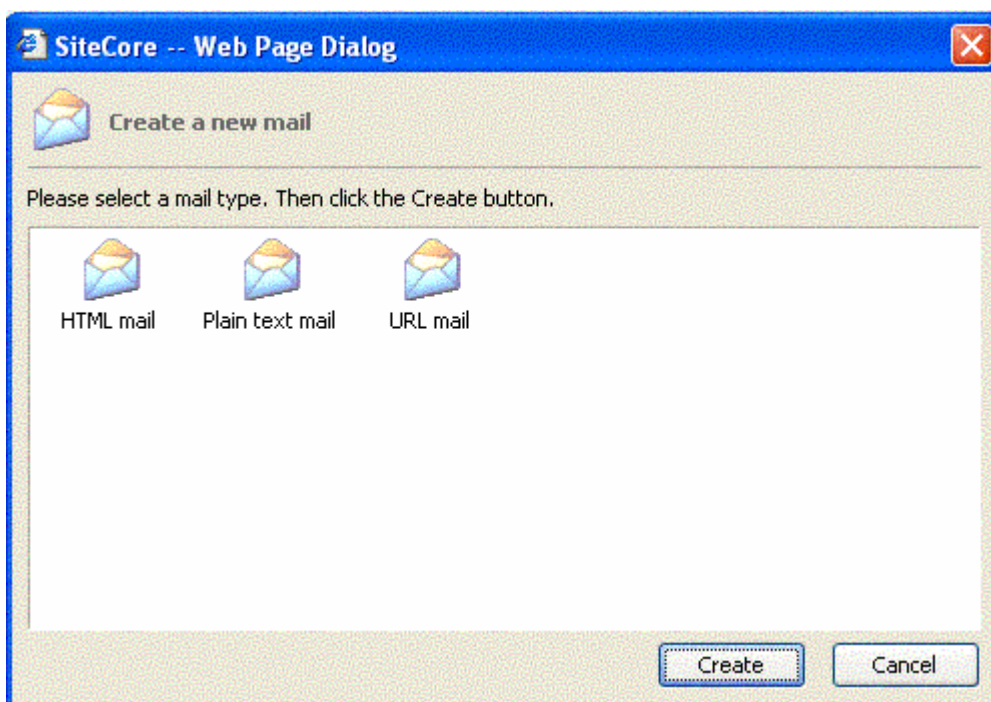 SiteCore -- Web Page Dialog
Create a new mail
Please select a mail type. Then click the Create button.
HTML mail Plain text mail URL mail
Create Cancel